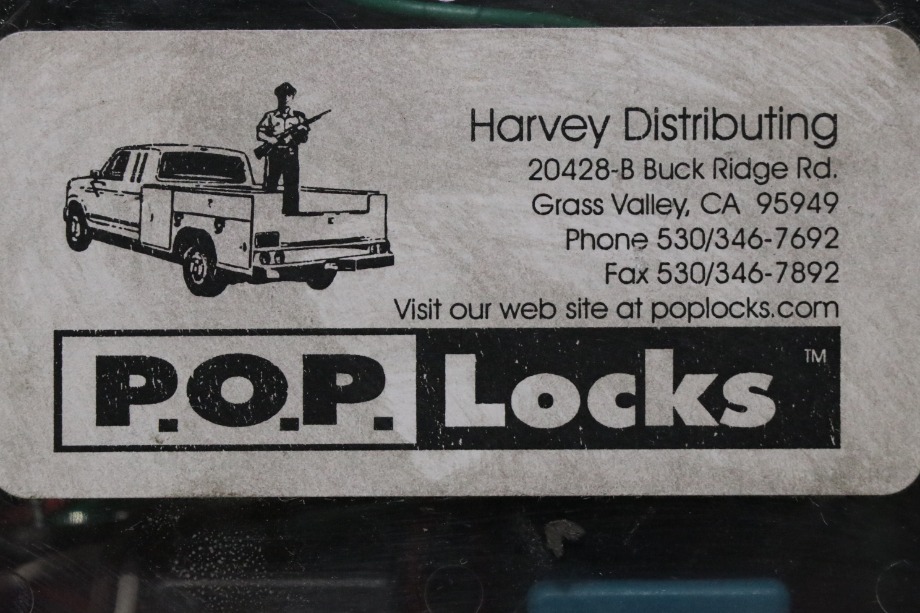 Harvey Distributing
20428-B Buck Ridge Rd.
Grass Valley, CA 95949
Phone 530/346-7692
Fax 530/346-7892
Visit our web site at poplocks.com
P.O.P. Locks ™